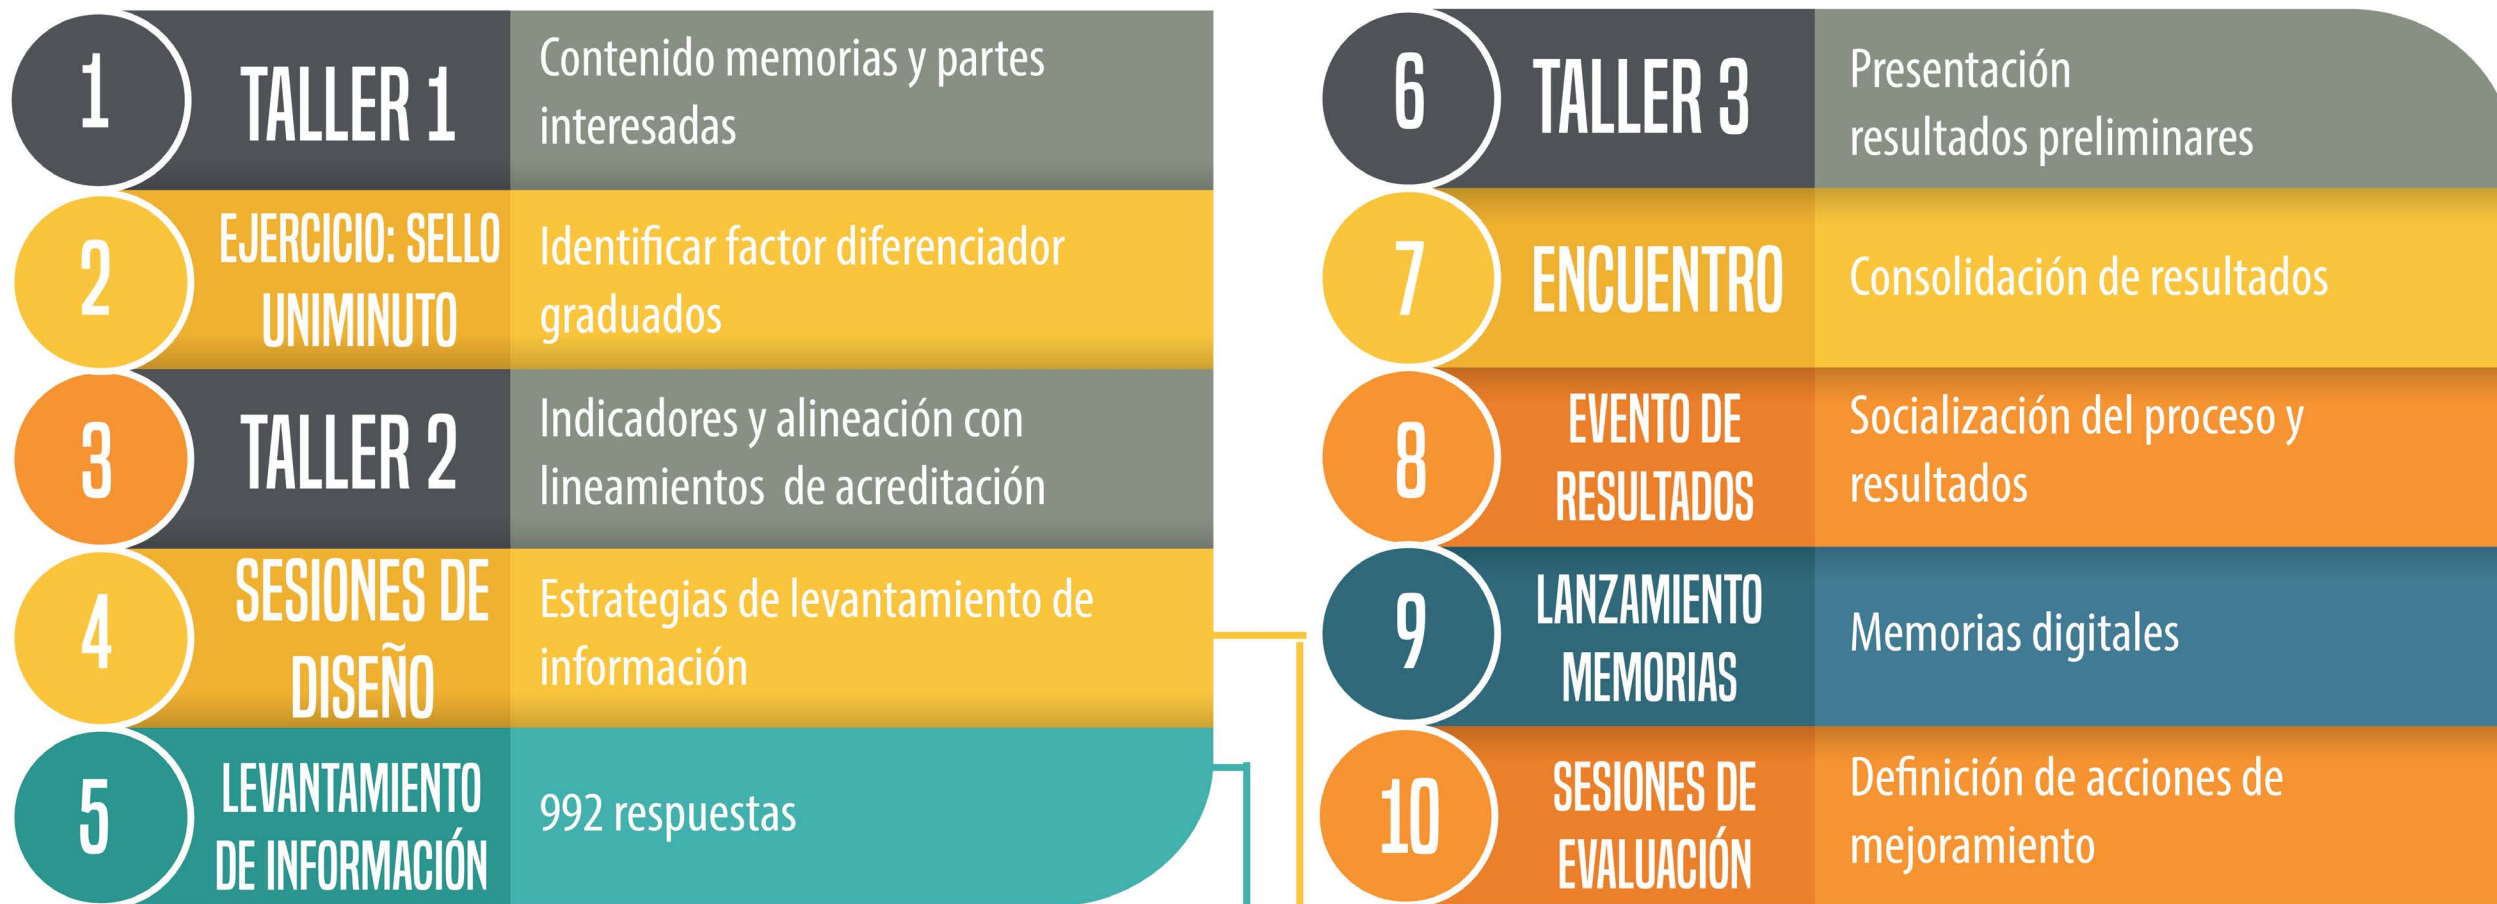 1
TALLER 1
Contenido memorias y partes
interesadas
2
EJERCICIO: SELLO
UNIMINUTO
Identificar factor diferenciador
graduados
3
TALLER 2
Indicadores y alineación con
lineamientos de acreditación
4
SESIONES DE
DISEÑO
Estrategias de levantamiento de
información
5
LEVANTAMIENTO
DE INFORMACIÓN
992 respuestas
6
TALLER 3
Presentación
resultados preliminares
7
ENCUENTRO
Consolidación de resultados
8
EVENTO DE
RESULTADOS
Socialización del proceso y
resultados
9
LANZAMIENTO
MEMORIAS
Memorias digitales
10
SESIONES DE
EVALUACIÓN
Definición de acciones de
mejoramiento